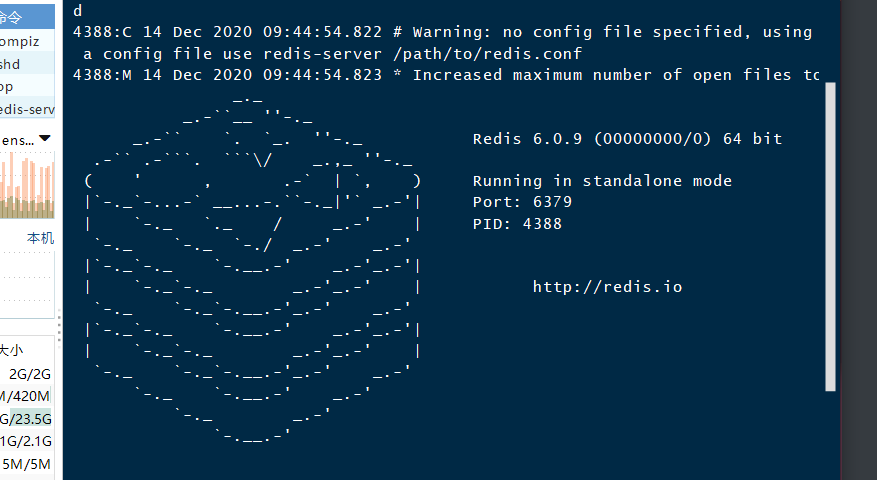 命令
ompiz
shd
op
edis-serv
ens...
本机
大小
2G/2G
M/420M
G/23.5G
1G/2.1G
5M/5M
d
4388:C 14 Dec 2020 09:44:54.822 # Warning: no config file specified, using
a config file use redis-server /path/to/redis.conf
4388:M 14 Dec 2020 09:44:54.823 * Increased maximum number of open files to
Redis 6.0.9 (00000000/0) 64 bit
Running in standalone mode
Port: 6379
PID: 4388
http://redis.io